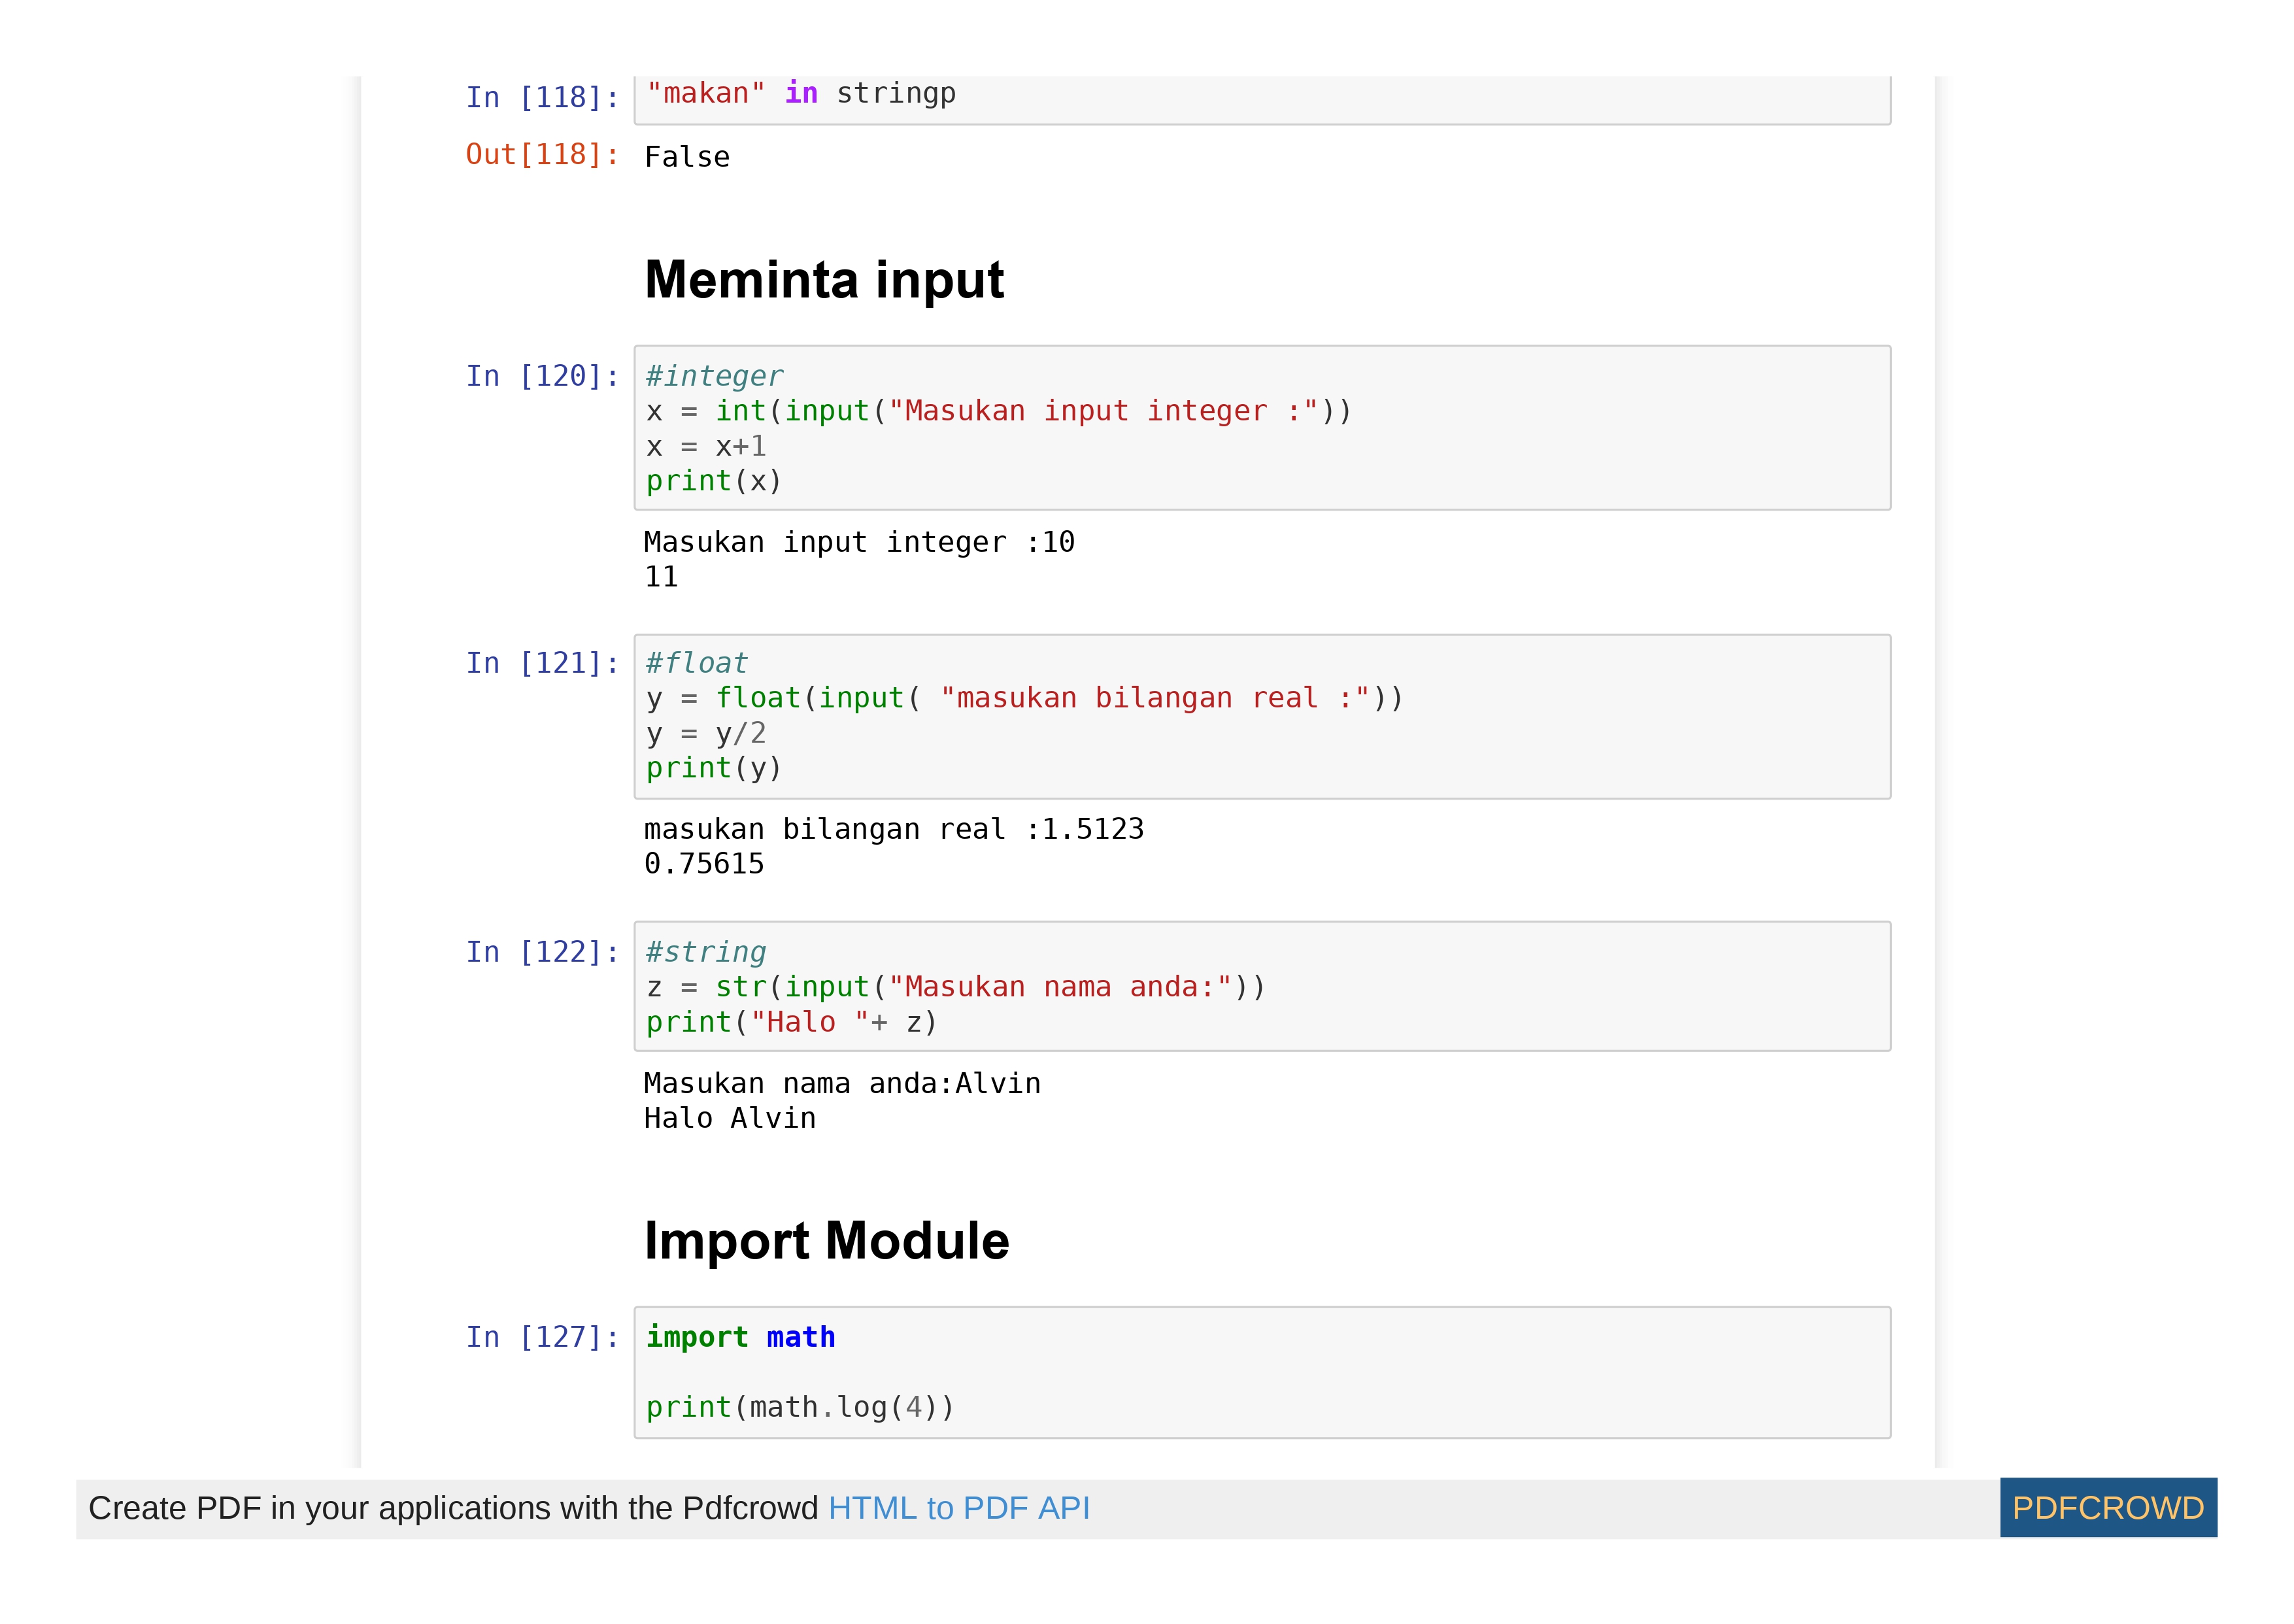 In [118]: "makan" in stringp
Out[118]: False
Meminta input
In [120]: #integer
x = int(input("Masukan input integer :"))
x = x+1
print(x)
Masukan input integer :10
11
In [121]: #float
y = float(input( "masukan bilangan real :"))
y = y/2
print(y)
masukan bilangan real :1.5123
0.75615
In [122]: #string
z = str(input("Masukan nama anda:"))
print("Halo "+ z)
Masukan nama anda:Alvin
Halo Alvin
Import Module
In [127]: import math
print(math.log(4))
Create PDF in your applications with the Pdfcrowd HTML to PDF API PDFCROWD